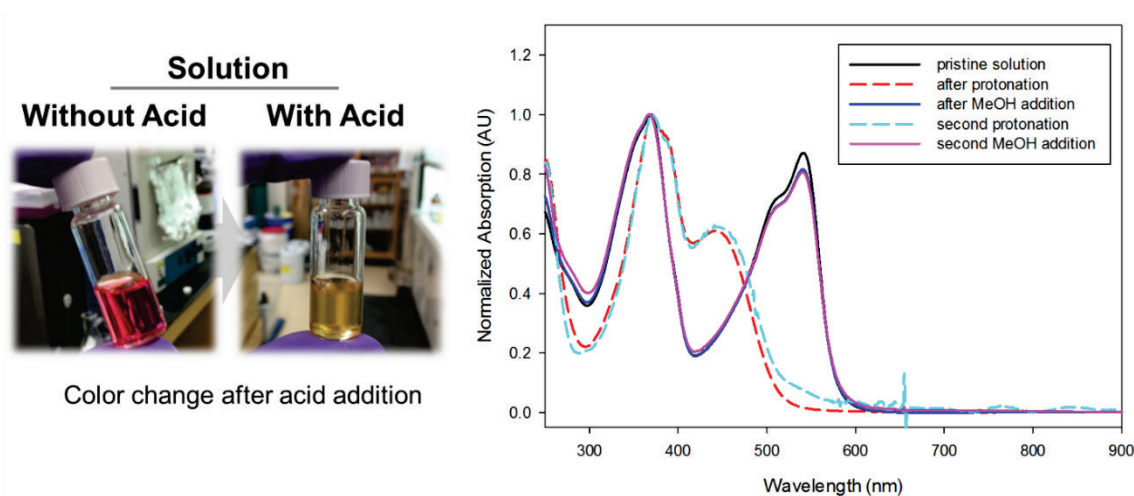 Solution
Without Acid
With Acid
Color change after acid addition
Normalized Absorption (AU)
1.2
1.0
0.8
0.6
0.4
0.2
0.0
300
400
500
600
700
800
900
Wavelength (nm)
pristine solution
after protonation
after MeOH addition
second protonation
second MeOH addition